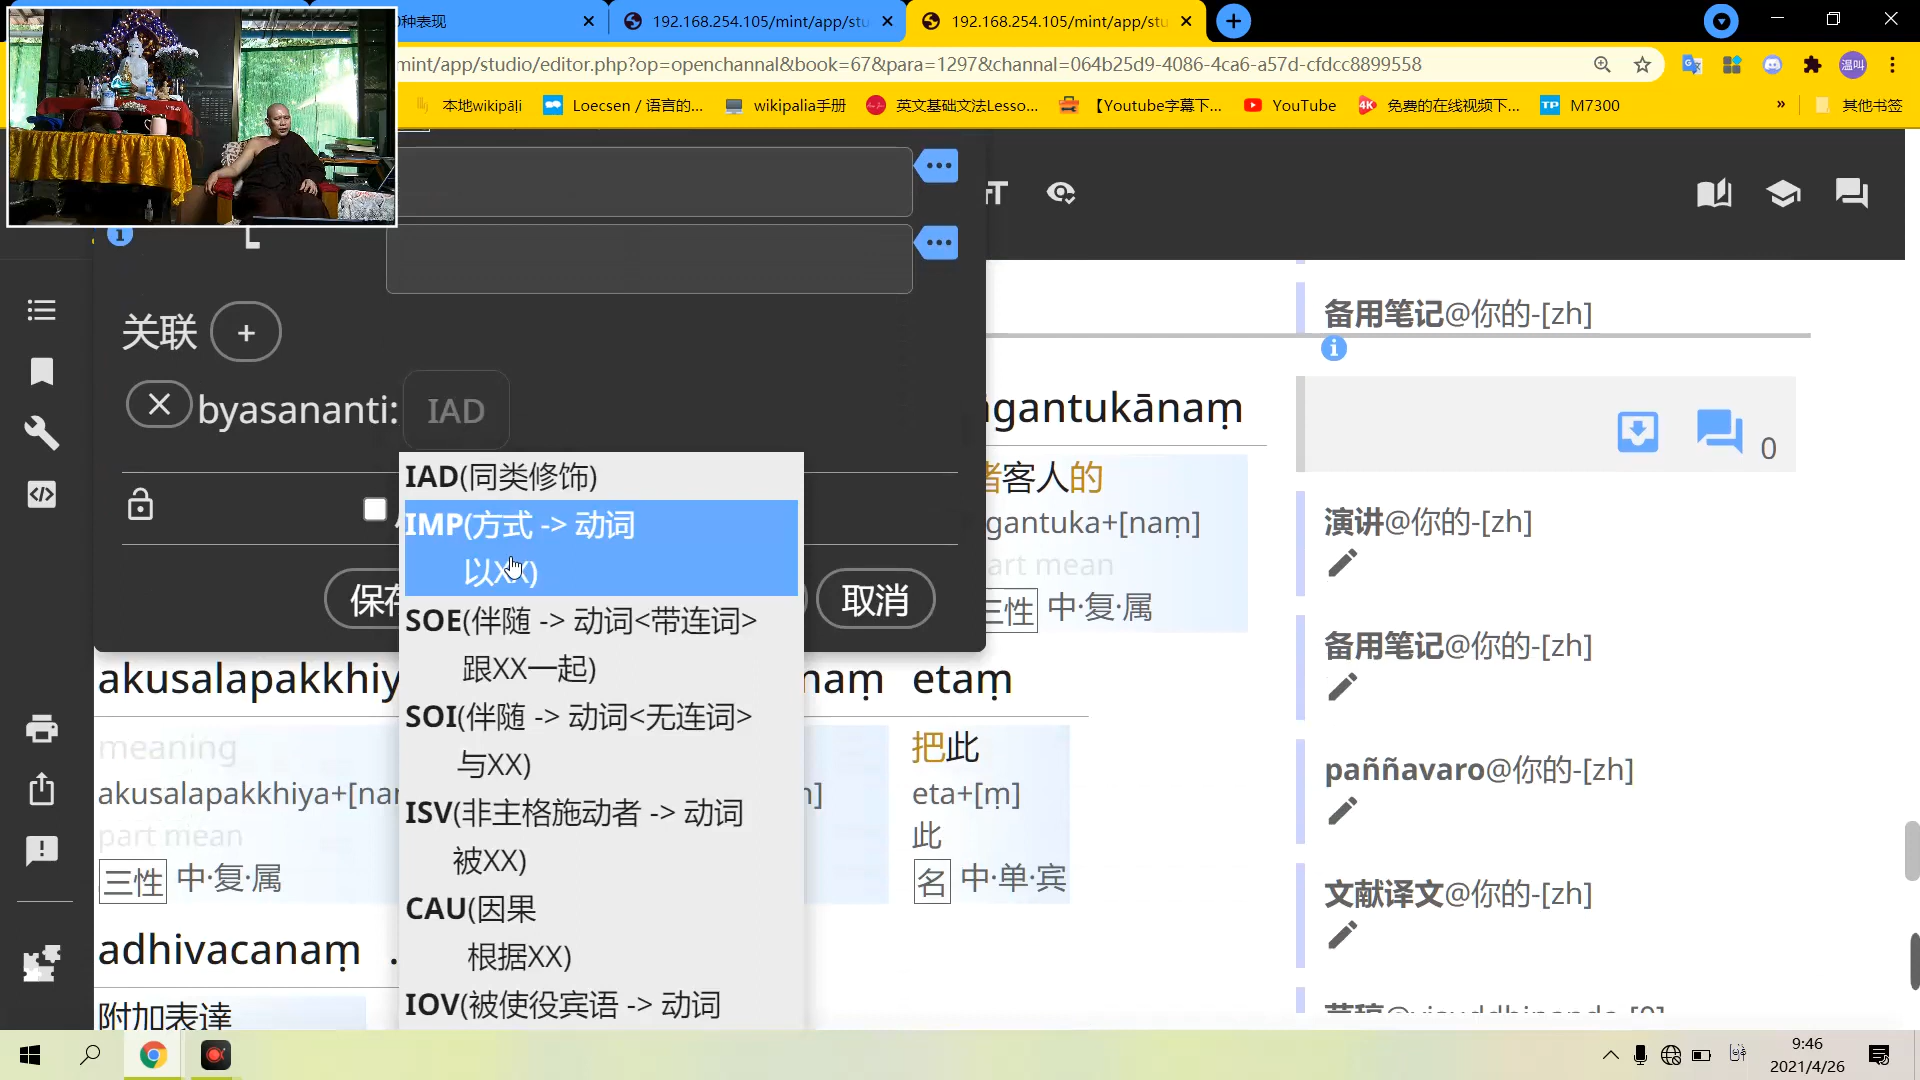 0种表现
192.168.254.105/mint/app/stu
192.168.254.105/mint/app/stu
mint/app/studio/editor.php?op=openchannal&book=67&para=1297&channal=064b25d9-4086-4ca6-a57d-cfdcc8899558
温叫
本地wikipāḷi
Loecsen / 语言的...
wikipalia手册
英文基础文法Lesso...
【Youtube字幕下...
YouTube
4K
免费的在线视频下...
TP
M7300
»
其他书签
关联
+
byasananti:
IAD
IAD(同类修饰)
IMP(方式 -> 动词
以XX)
SOE(伴随 -> 动词<带连词>
跟XX一起)
SOI(伴随 -> 动词<无连词>
与XX)
ISV(非主格施动者 -> 动词
被XX)
CAU(因果
根据XX)
IOV(被使役宾语 -> 动词
保存
取消
gantukānaṃ
诸客人的
gantuka+[naṃ]
art mean
三性
中·复·属
akusalapakkhiy
naṃ
etaṃ
meaning
akusalapakkhiya+[nar
part mean
三性
中·复·属
把此
eta+[ṃ]
此
名
中·单·宾
adhivacanaṃ
.
附加表達
备用笔记@你的-[zh]
0
演讲@你的-[zh]
备用笔记@你的-[zh]
paññavaro@你的-[zh]
文献译文@你的-[zh]
9:46
2021/4/26